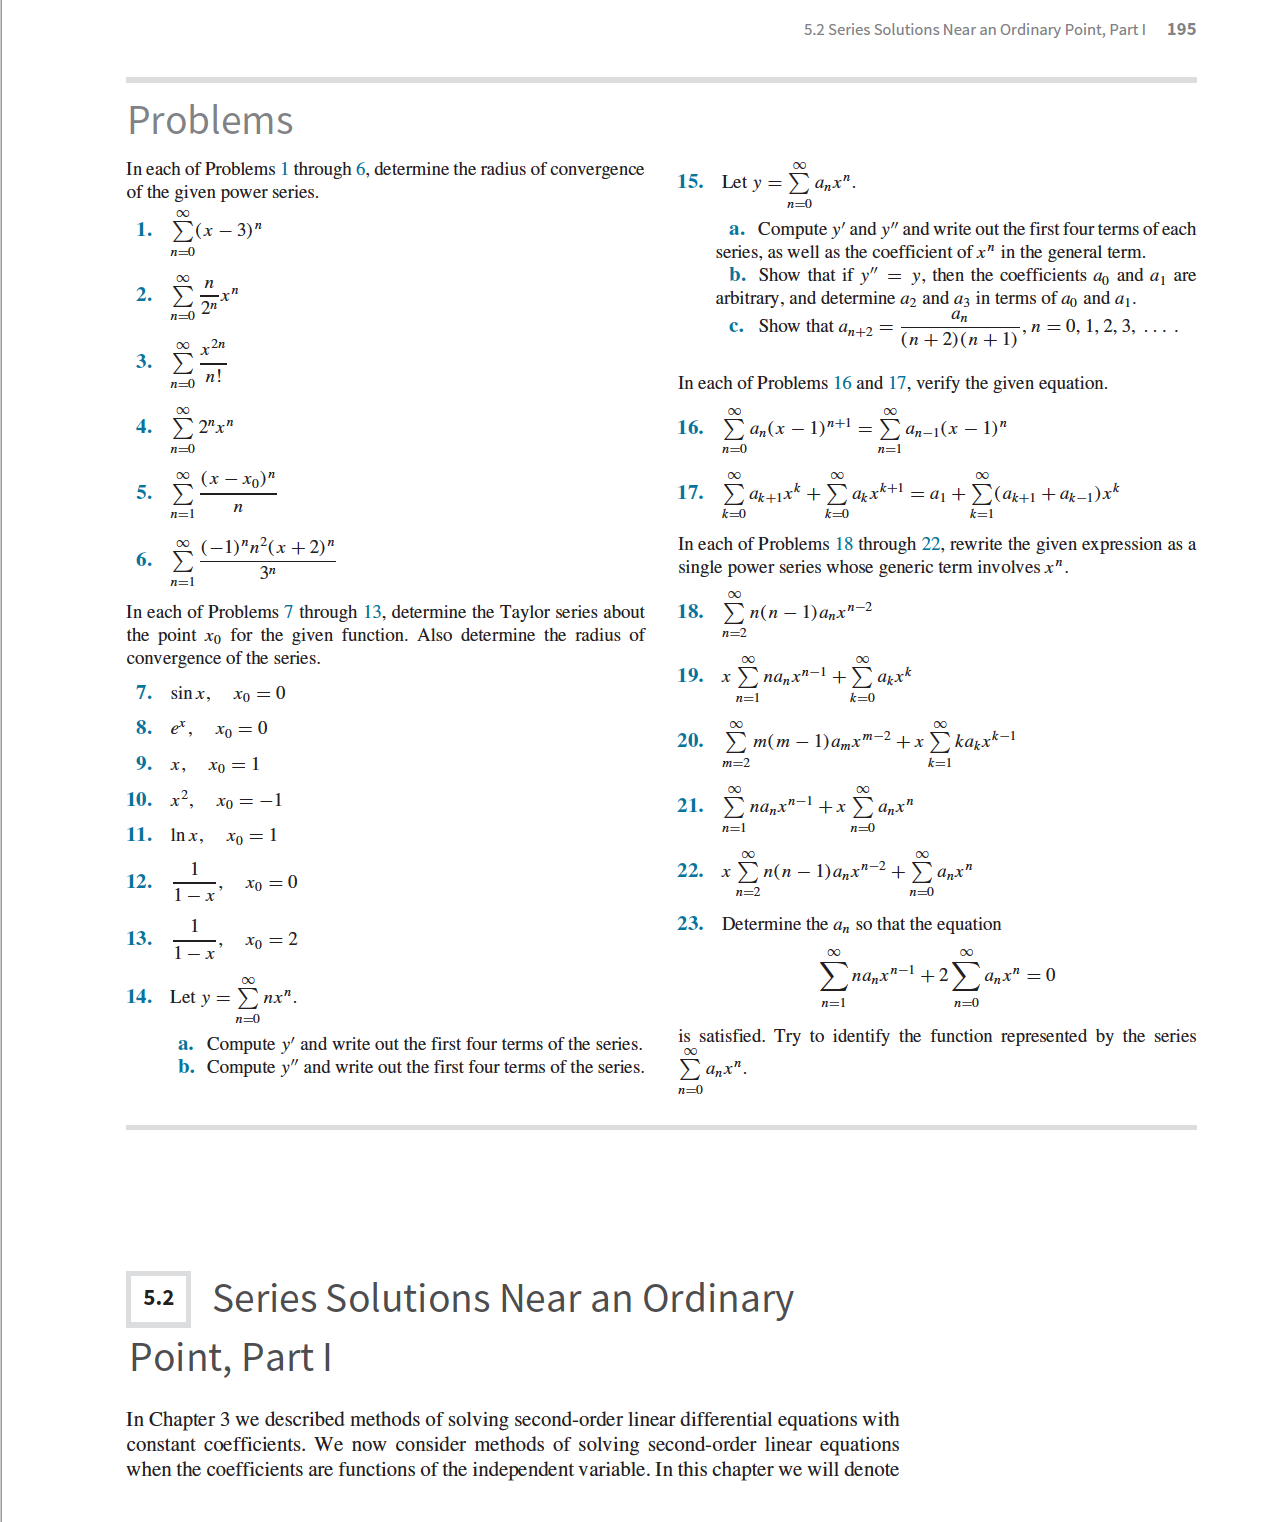 5.2 Series Solutions Near an Ordinary Point, Part I 195
Problems
In each of Problems 1 through 6, determine the radius of convergence
of the given power series.
1. $\sum_{n=0}^{\infty} (x-3)^n$
2. $\sum_{n=0}^{\infty} \frac{n}{2^n} x^n$
3. $\sum_{n=0}^{\infty} \frac{x^{2n}}{n!}$
4. $\sum_{n=0}^{\infty} 2^n x^n$
5. $\sum_{n=1}^{\infty} \frac{(x-x_0)^n}{n}$
6. $\sum_{n=1}^{\infty} \frac{(-1)^n n^2 (x+2)^n}{3^n}$
In each of Problems 7 through 13, determine the Taylor series about
the point $x_0$ for the given function. Also determine the radius of
convergence of the series.
7. $\sin x, \quad x_0 = 0$
8. $e^x, \quad x_0 = 0$
9. $x, \quad x_0 = 1$
10. $x^2, \quad x_0 = -1$
11. $\ln x, \quad x_0 = 1$
12. $\frac{1}{1-x}, \quad x_0 = 0$
13. $\frac{1}{1-x}, \quad x_0 = 2$
14. Let $y = \sum_{n=0}^{\infty} nx^n$.
a. Compute $y'$ and write out the first four terms of the series.
b. Compute $y''$ and write out the first four terms of the series.
15. Let $y = \sum_{n=0}^{\infty} a_n x^n$.
a. Compute $y'$ and $y''$ and write out the first four terms of each
series, as well as the coefficient of $x^n$ in the general term.
b. Show that if $y'' = y$, then the coefficients $a_0$ and $a_1$ are
arbitrary, and determine $a_2$ and $a_3$ in terms of $a_0$ and $a_1$.
c. Show that $a_{n+2} = \frac{a_n}{(n+2)(n+1)}, n = 0, 1, 2, 3, \ldots.$
In each of Problems 16 and 17, verify the given equation.
16. $\sum_{n=0}^{\infty} a_n (x-1)^{n+1} = \sum_{n=1}^{\infty} a_{n-1} (x-1)^n$
17. $\sum_{k=0}^{\infty} a_{k+1} x^k + \sum_{k=0}^{\infty} a_k x^{k+1} = a_1 + \sum_{k=1}^{\infty} (a_{k+1} + a_{k-1}) x^k$
In each of Problems 18 through 22, rewrite the given expression as a
single power series whose generic term involves $x^n$.
18. $\sum_{n=2}^{\infty} n(n-1) a_n x^{n-2}$
19. $x \sum_{n=1}^{\infty} n a_n x^{n-1} + \sum_{k=0}^{\infty} a_k x^k$
20. $\sum_{m=2}^{\infty} m(m-1) a_m x^{m-2} + x \sum_{k=1}^{\infty} k a_k x^{k-1}$
21. $\sum_{n=1}^{\infty} n a_n x^{n-1} + x \sum_{n=0}^{\infty} a_n x^n$
22. $x \sum_{n=2}^{\infty} n(n-1) a_n x^{n-2} + \sum_{n=0}^{\infty} a_n x^n$
23. Determine the $a_n$ so that the equation
$\sum_{n=1}^{\infty} n a_n x^{n-1} + 2 \sum_{n=0}^{\infty} a_n x^n = 0$
is satisfied. Try to identify the function represented by the series
$\sum_{n=0}^{\infty} a_n x^n$.
5.2 Series Solutions Near an Ordinary
Point, Part I
In Chapter 3 we described methods of solving second-order linear differential equations with
constant coefficients. We now consider methods of solving second-order linear equations
when the coefficients are functions of the independent variable. In this chapter we will denote